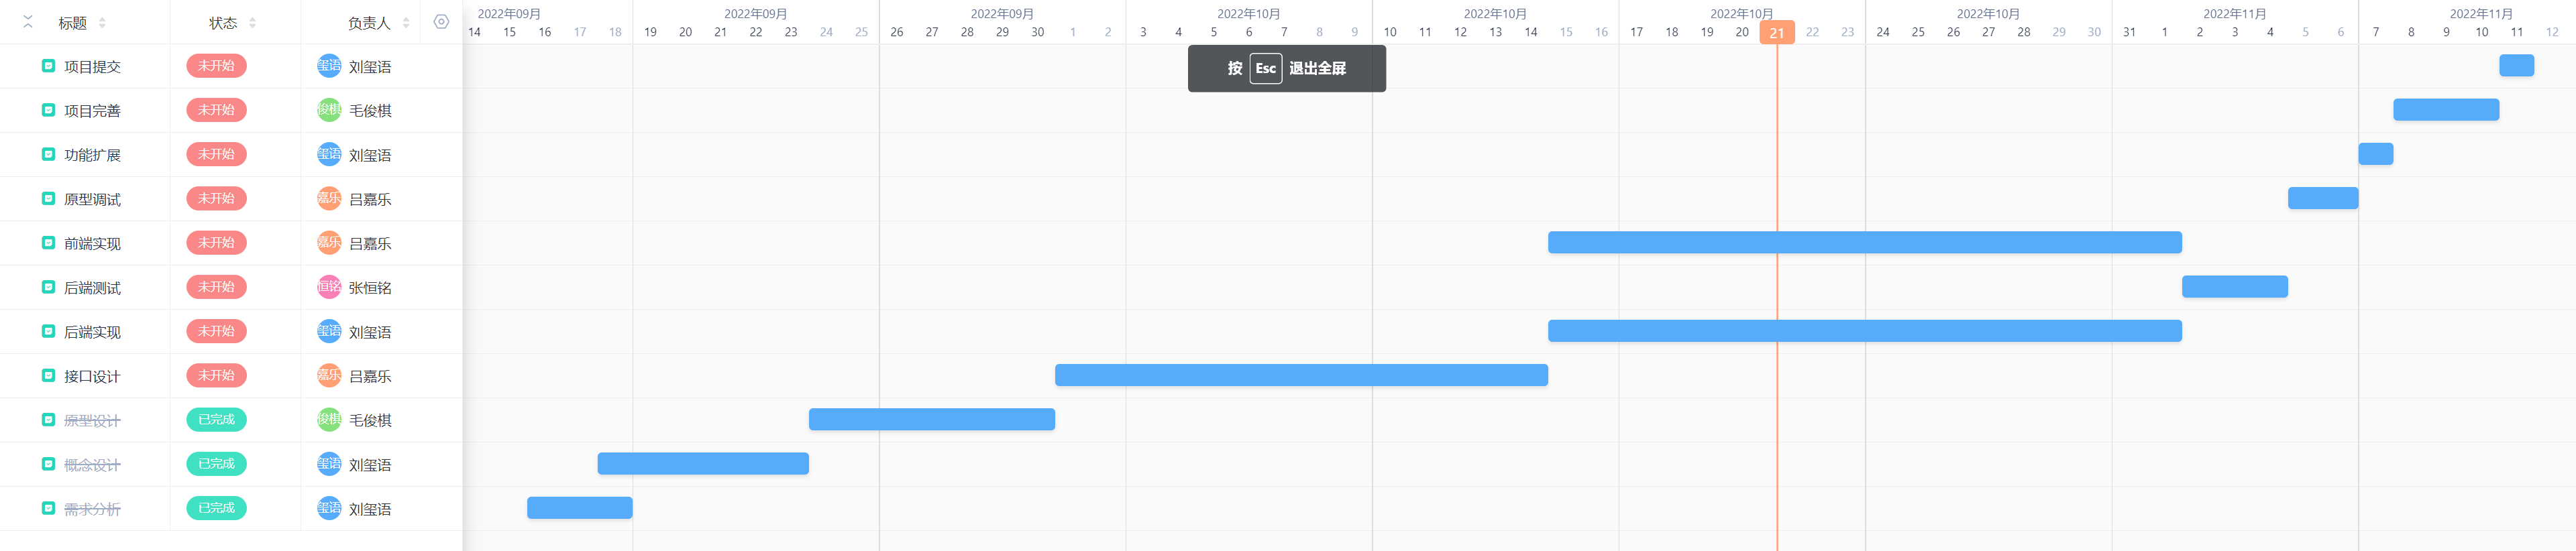 标题 状态 负责人
2022年09月 2022年09月 2022年09月 2022年10月 2022年10月 2022年10月 2022年10月 2022年11月 2022年11月
14 15 16 17 18 19 20 21 22 23 24 25 26 27 28 29 30 1 2 3 4 5 6 7 8 9 10 11 12 13 14 15 16 17 18 19 20 21 22 23 24 25 26 27 28 29 30 31 1 2 3 4 5 6 7 8 9 10 11 12
按 Esc 退出全屏
项目提交 未开始 玺语 刘玺语
项目完善 未开始 俊棋 毛俊棋
功能扩展 未开始 玺语 刘玺语
原型调试 未开始 嘉乐 吕嘉乐
前端实现 未开始 嘉乐 吕嘉乐
后端测试 未开始 恒铭 张恒铭
后端实现 未开始 玺语 刘玺语
接口设计 未开始 嘉乐 吕嘉乐
原型设计 已完成 俊棋 毛俊棋
概念设计 已完成 玺语 刘玺语
需求分析 已完成 玺语 刘玺语